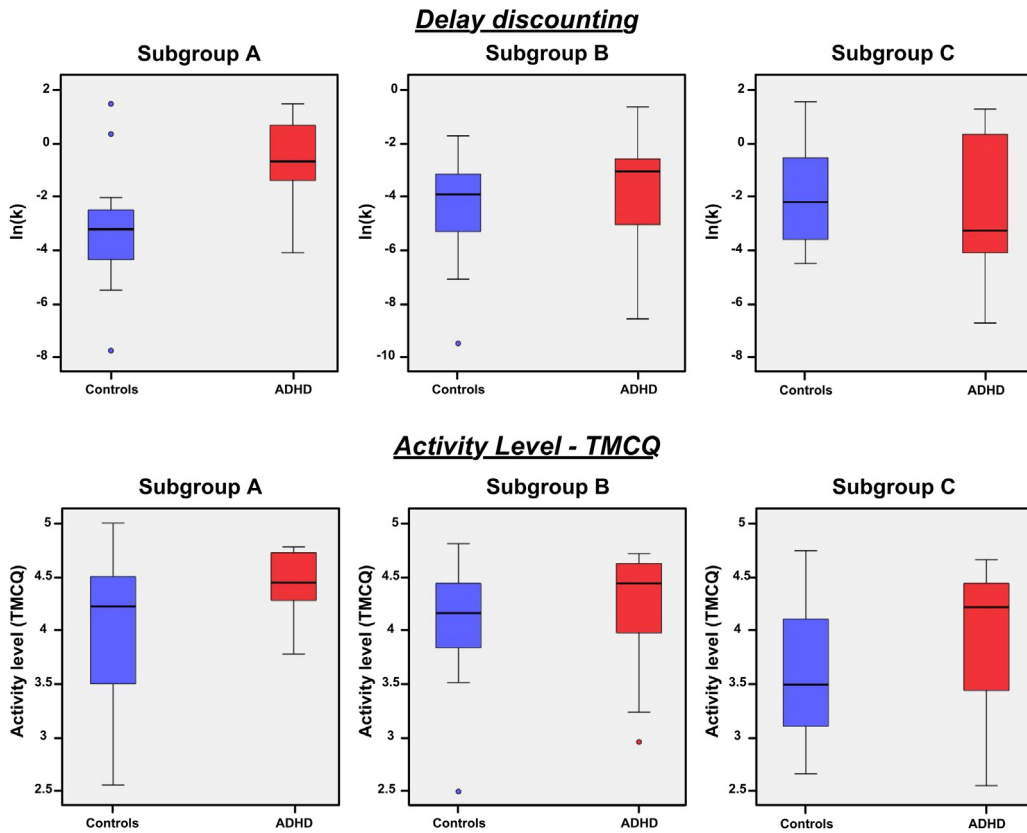 Delay discounting
Subgroup A
Subgroup B
Subgroup C
ln(k)
2
0
-2
-4
-6
-8
Controls
ADHD
ln(k)
0
-2
-4
-6
-8
-10
Controls
ADHD
ln(k)
2
0
-2
-4
-6
-8
Controls
ADHD
Activity Level - TMCQ
Subgroup A
Subgroup B
Subgroup C
Activity level (TMCQ)
5
4.5
4
3.5
3
2.5
Controls
ADHD
Activity level (TMCQ)
5
4.5
4
3.5
3
2.5
Controls
ADHD
Activity level (TMCQ)
5
4.5
4
3.5
3
2.5
Controls
ADHD